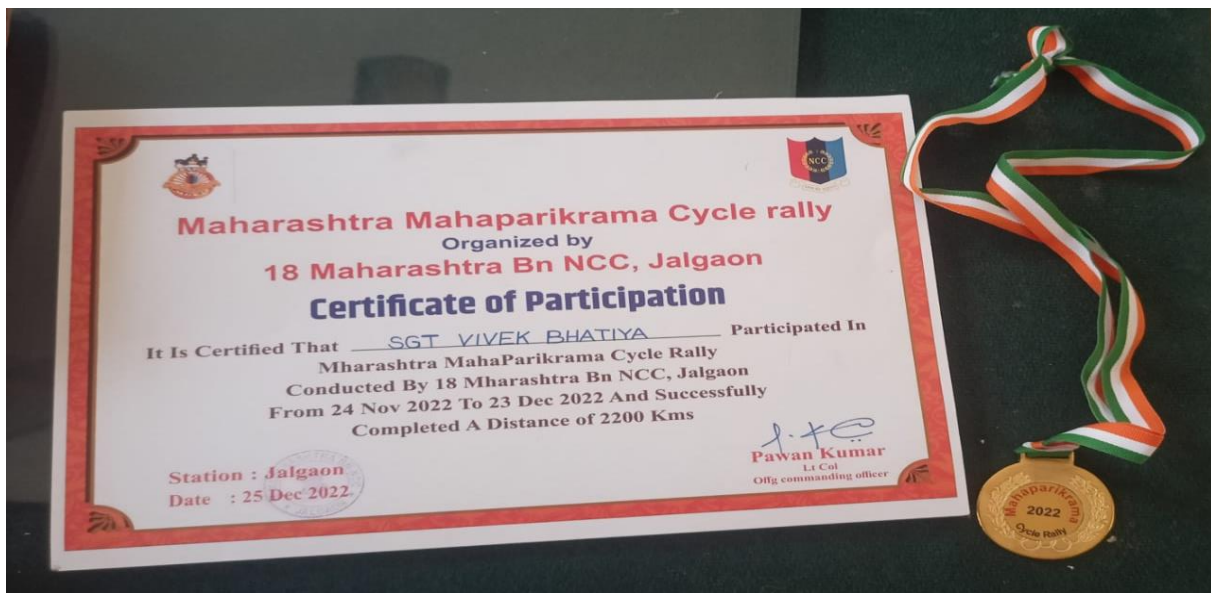 NCC
Maharashtra Mahaparikrama Cycle rally
Organized by
18 Maharashtra Bn NCC, Jalgaon
Certificate of Participation
It Is Certified That SGT VIVEK BHATIYA Participated In
Mharashtra MahaParikrama Cycle Rally
Conducted By 18 Mharashtra Bn NCC, Jalgaon
From 24 Nov 2022 To 23 Dec 2022 And Successfully
Completed A Distance of 2200 Kms
Pawan Kumar
Lt Col
Offg commanding officer
Station : Jalgaon
Date : 25 Dec 2022
Mahaparikrama
2022
Cycle Rally